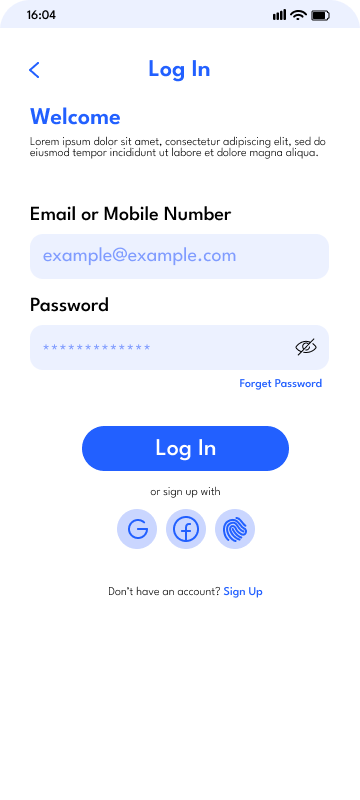 16:04
Log In
Welcome
Lorem ipsum dolor sit amet, consectetur adipiscing elit, sed do
eiusmod tempor incididunt ut labore et dolore magna aliqua.
Email or Mobile Number
example@example.com
Password
*************
Forget Password
Log In
or sign up with
Don't have an account? Sign Up